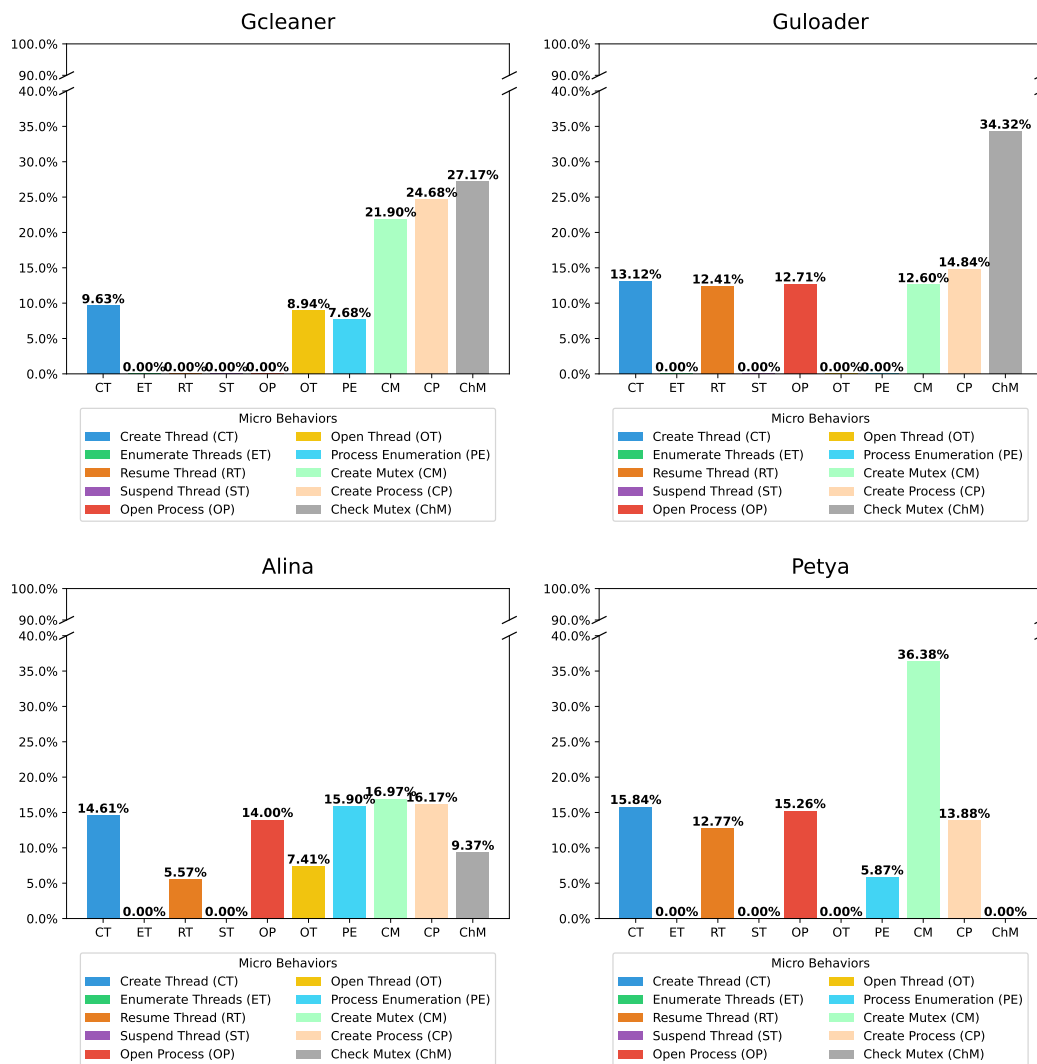 Gcleaner
100.0%
90.0%
40.0%
35.0%
30.0%
25.0%
20.0%
15.0%
10.0%
5.0%
0.0%
9.63%
0.00%
0.00%
0.00%
0.00%
8.94%
7.68%
21.90%
24.68%
27.17%
CT ET RT ST OP OT PE CM CP ChM
Micro Behaviors
Create Thread (CT) Open Thread (OT)
Enumerate Threads (ET) Process Enumeration (PE)
Resume Thread (RT) Create Mutex (CM)
Suspend Thread (ST) Create Process (CP)
Open Process (OP) Check Mutex (ChM)
Guloader
100.0%
90.0%
40.0%
35.0%
30.0%
25.0%
20.0%
15.0%
10.0%
5.0%
0.0%
13.12%
0.00%
12.41%
0.00%
12.71%
0.00%
0.00%
12.60%
14.84%
34.32%
CT ET RT ST OP OT PE CM CP ChM
Micro Behaviors
Create Thread (CT) Open Thread (OT)
Enumerate Threads (ET) Process Enumeration (PE)
Resume Thread (RT) Create Mutex (CM)
Suspend Thread (ST) Create Process (CP)
Open Process (OP) Check Mutex (ChM)
Alina
100.0%
90.0%
40.0%
35.0%
30.0%
25.0%
20.0%
15.0%
10.0%
5.0%
0.0%
14.61%
0.00%
5.57%
0.00%
14.00%
7.41%
15.90%
16.97%
16.17%
9.37%
CT ET RT ST OP OT PE CM CP ChM
Micro Behaviors
Create Thread (CT) Open Thread (OT)
Enumerate Threads (ET) Process Enumeration (PE)
Resume Thread (RT) Create Mutex (CM)
Suspend Thread (ST) Create Process (CP)
Open Process (OP) Check Mutex (ChM)
Petya
100.0%
90.0%
40.0%
35.0%
30.0%
25.0%
20.0%
15.0%
10.0%
5.0%
0.0%
15.84%
0.00%
12.77%
0.00%
15.26%
0.00%
5.87%
36.38%
13.88%
0.00%
CT ET RT ST OP OT PE CM CP ChM
Micro Behaviors
Create Thread (CT) Open Thread (OT)
Enumerate Threads (ET) Process Enumeration (PE)
Resume Thread (RT) Create Mutex (CM)
Suspend Thread (ST) Create Process (CP)
Open Process (OP) Check Mutex (ChM)